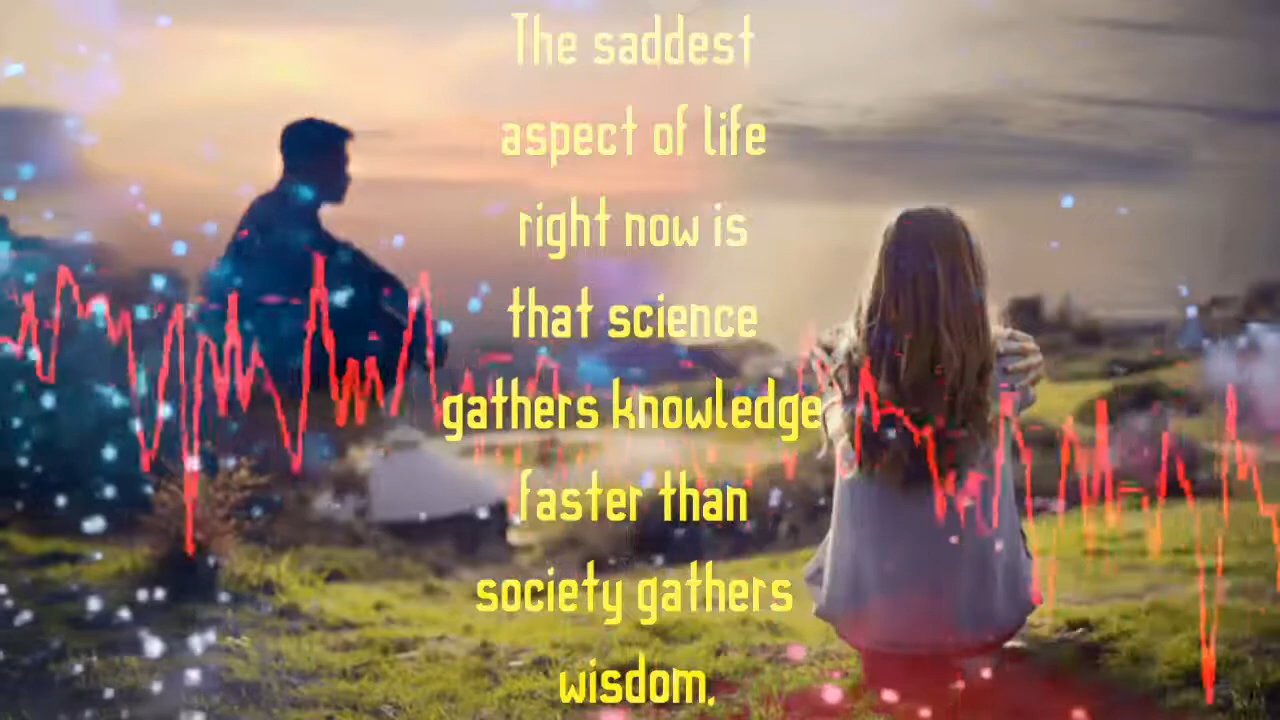 The saddest
aspect of life
right now is
that science
gathers knowledge
faster than
society gathers
wisdom.